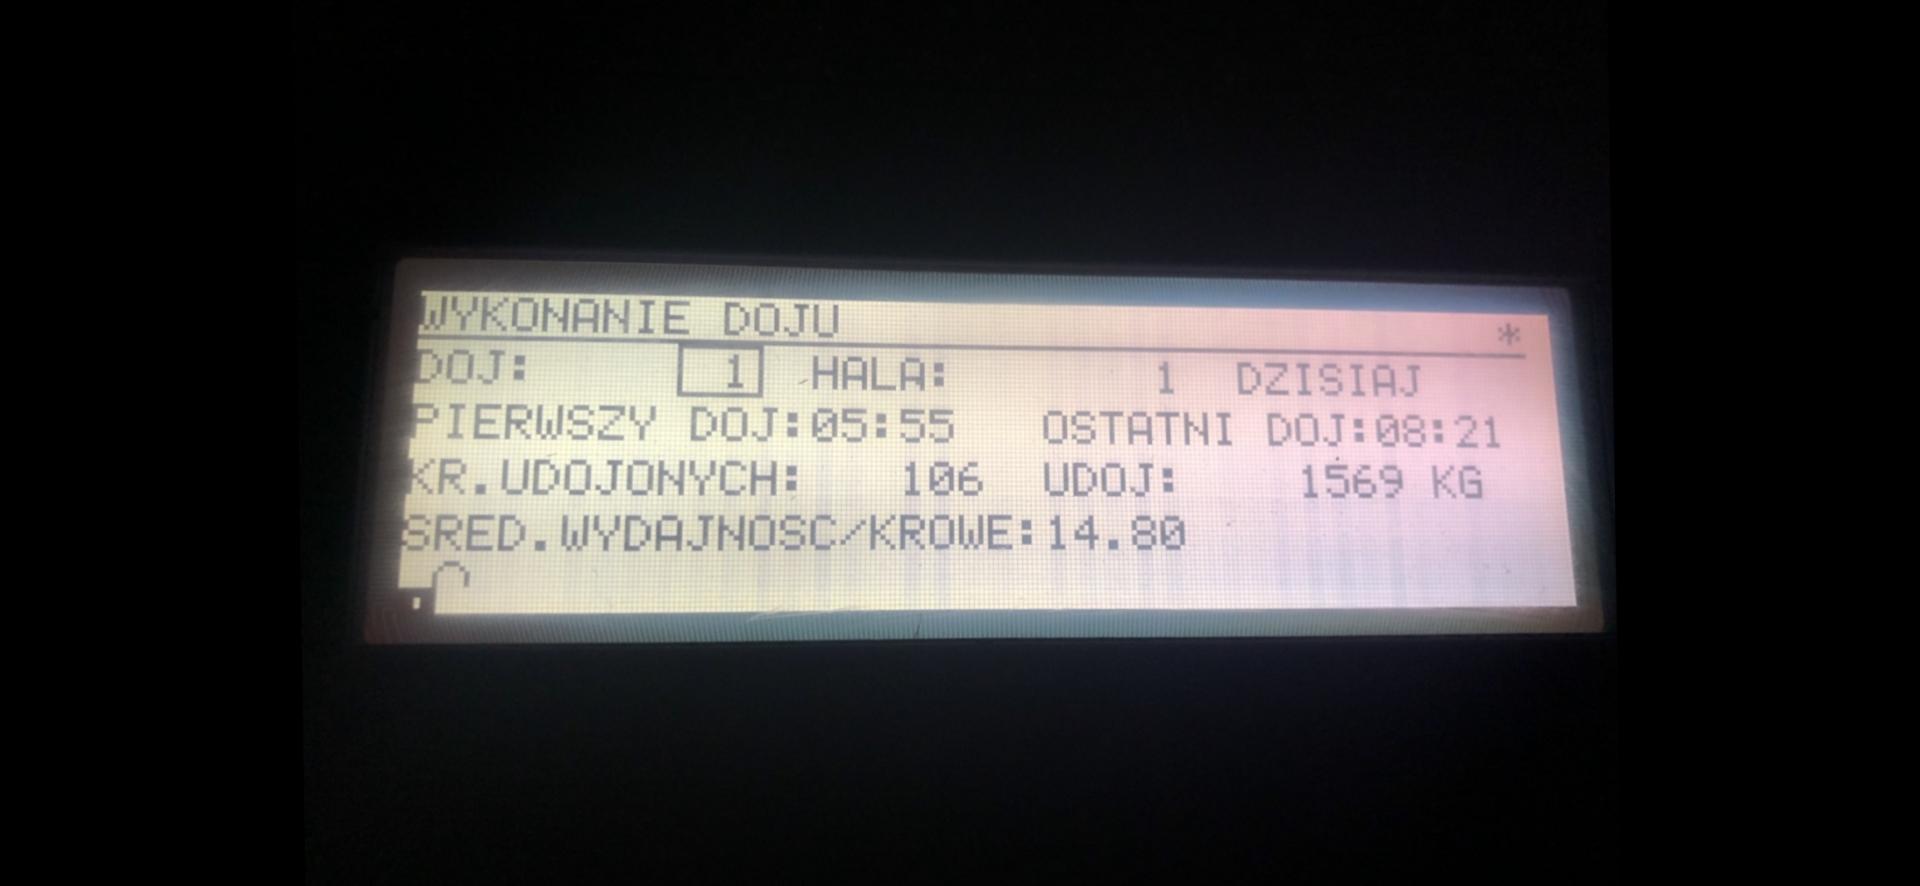 WYKONANIE DOJU *
DOJ: 1 HALA: 1 DZISIAJ
PIERWSZY DOJ:05:55 OSTATNI DOJ:08:21
KR.UDOJONYCH: 106 UDOJ: 1569 KG
SRED.WYDAJNOSC/KROWE:14.80